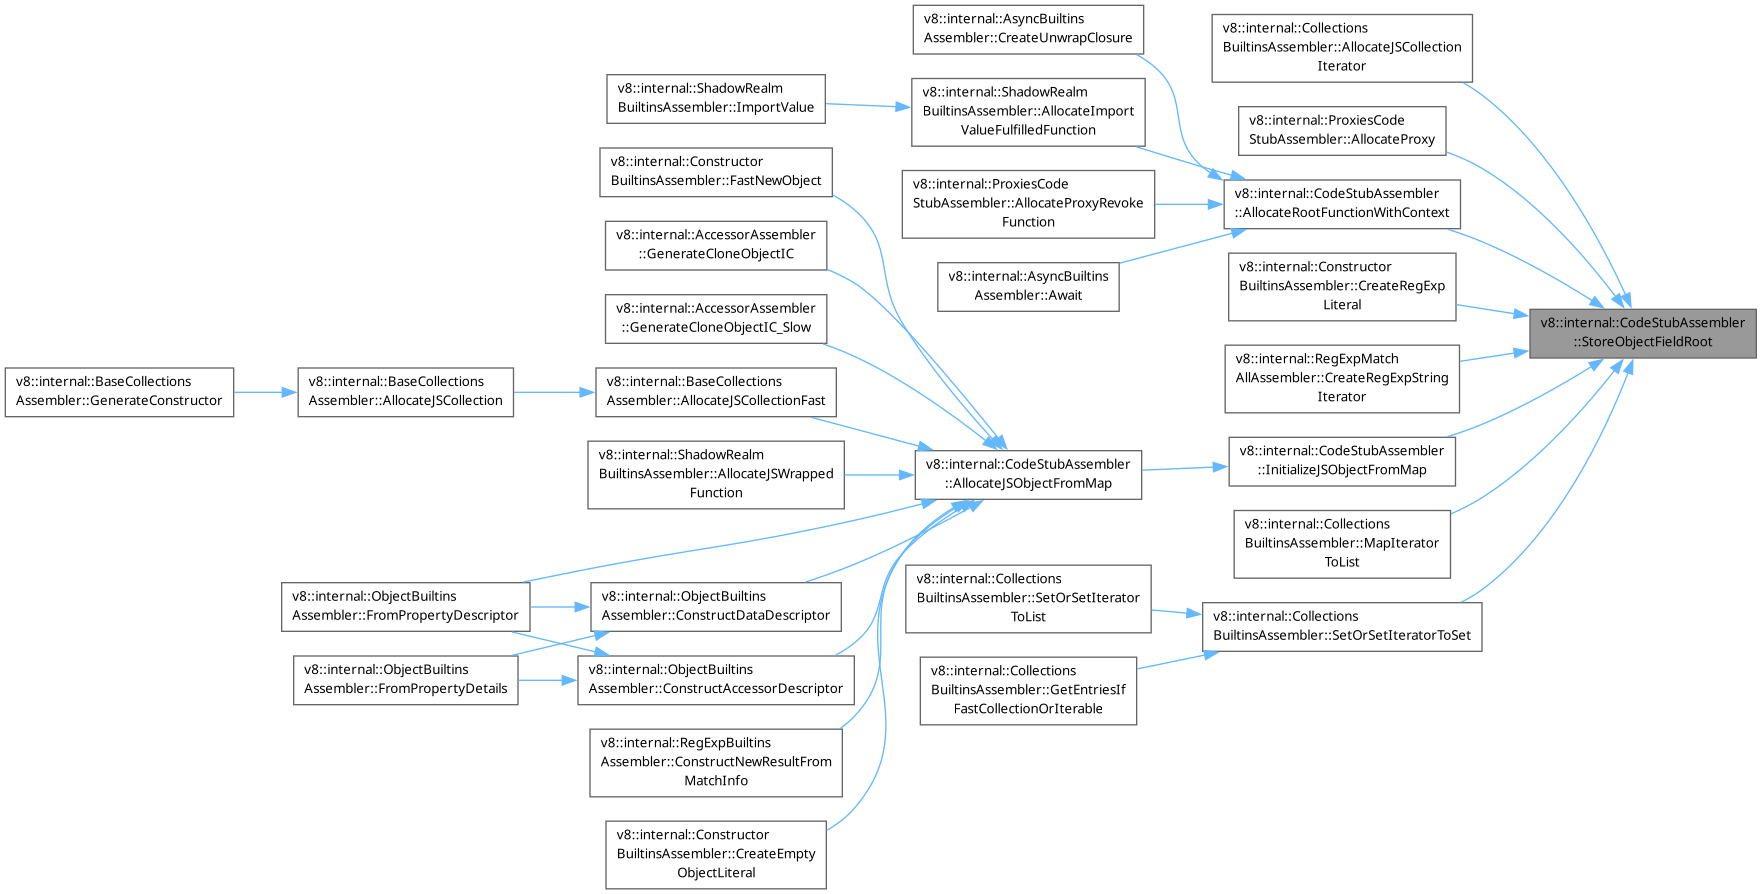 v8::internal::AsyncBuiltins
Assembler::CreateUnwrapClosure
v8::internal::Collections
BuiltinsAssembler::AllocateJSCollection
Iterator
v8::internal::ShadowRealm
BuiltinsAssembler::ImportValue
v8::internal::ShadowRealm
BuiltinsAssembler::AllocateImport
ValueFulfilledFunction
v8::internal::ProxiesCode
StubAssembler::AllocateProxy
v8::internal::Constructor
BuiltinsAssembler::FastNewObject
v8::internal::ProxiesCode
StubAssembler::AllocateProxyRevoke
Function
v8::internal::CodeStubAssembler
::AllocateRootFunctionWithContext
v8::internal::AccessorAssembler
::GenerateCloneObjectIC
v8::internal::AsyncBuiltins
Assembler::Await
v8::internal::Constructor
BuiltinsAssembler::CreateRegExp
Literal
v8::internal::AccessorAssembler
::GenerateCloneObjectIC_Slow
v8::internal::CodeStubAssembler
::StoreObjectFieldRoot
v8::internal::RegExpMatch
AllAssembler::CreateRegExpString
Iterator
v8::internal::BaseCollections
Assembler::GenerateConstructor
v8::internal::BaseCollections
Assembler::AllocateJSCollection
v8::internal::BaseCollections
Assembler::AllocateJSCollectionFast
v8::internal::ShadowRealm
BuiltinsAssembler::AllocateJSWrapped
Function
v8::internal::CodeStubAssembler
::AllocateJSObjectFromMap
v8::internal::CodeStubAssembler
::InitializeJSObjectFromMap
v8::internal::Collections
BuiltinsAssembler::MapIterator
ToList
v8::internal::ObjectBuiltins
Assembler::FromPropertyDescriptor
v8::internal::ObjectBuiltins
Assembler::ConstructDataDescriptor
v8::internal::Collections
BuiltinsAssembler::SetOrSetIterator
ToList
v8::internal::Collections
BuiltinsAssembler::SetOrSetIteratorToSet
v8::internal::ObjectBuiltins
Assembler::FromPropertyDetails
v8::internal::ObjectBuiltins
Assembler::ConstructAccessorDescriptor
v8::internal::Collections
BuiltinsAssembler::GetEntriesIf
FastCollectionOrIterable
v8::internal::RegExpBuiltins
Assembler::ConstructNewResultFrom
MatchInfo
v8::internal::Constructor
BuiltinsAssembler::CreateEmpty
ObjectLiteral